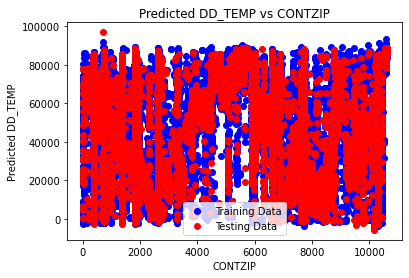 Predicted DD_TEMP vs CONTZIP
100000
80000
60000
40000
20000
0
Predicted DD_TEMP
Training Data
Testing Data
0 2000 4000 6000 8000 10000
CONTZIP